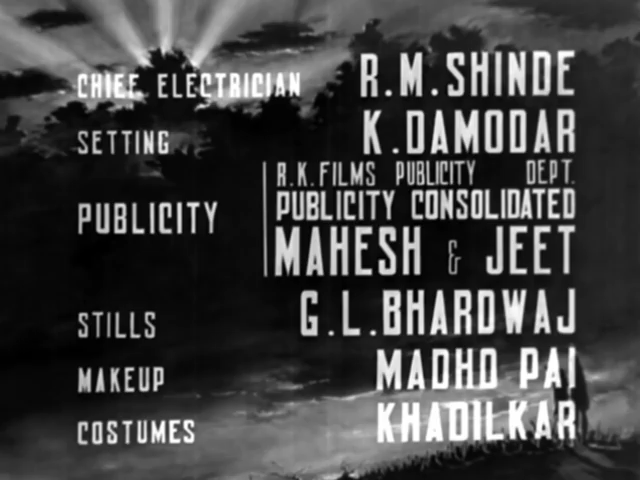 CHIEF ELECTRICIAN R.M.SHINDE
SETTING K.DAMODAR
R.K.FILMS PUBLICITY DEPT.
PUBLICITY PUBLICITY CONSOLIDATED
MAHESH & JEET
STILLS G.L.BHARDWAJ
MAKEUP MADHO PAI
COSTUMES KHADILKAR